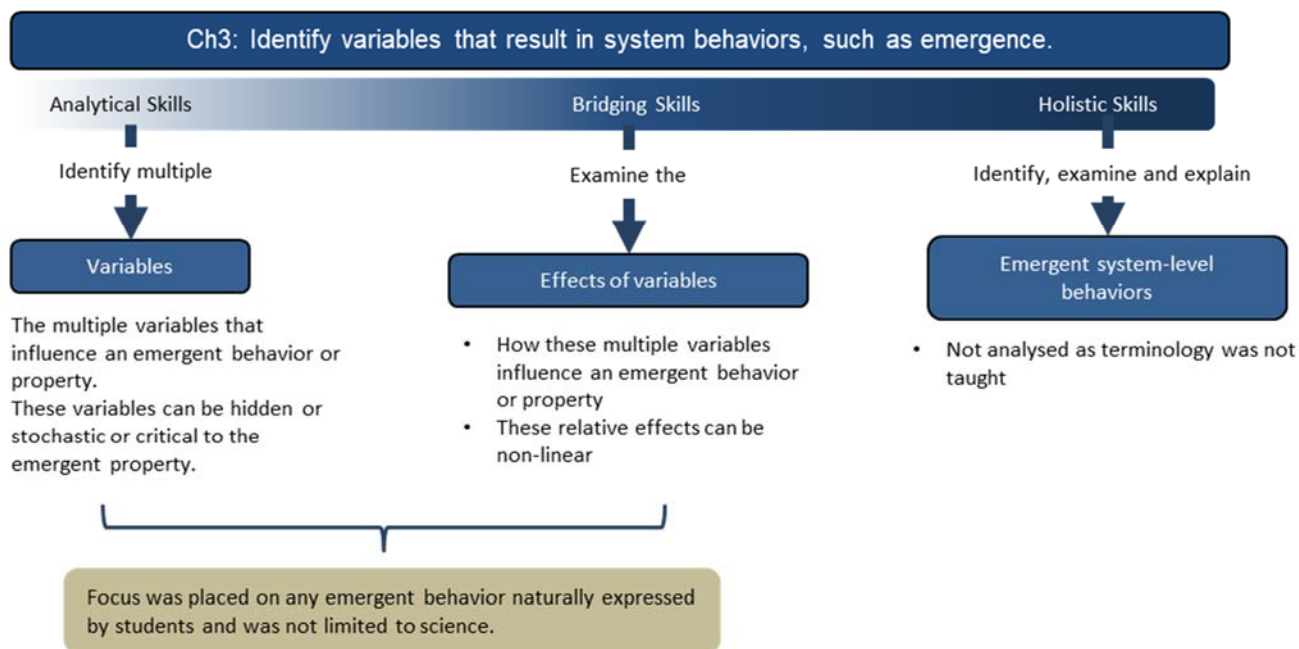 Ch3: Identify variables that result in system behaviors, such as emergence.
Analytical Skills
Bridging Skills
Holistic Skills
Identify multiple
Examine the
Identify, examine and explain
Variables
Effects of variables
Emergent system-level
behaviors
The multiple variables that
influence an emergent behavior or
property.
These variables can be hidden or
stochastic or critical to the
emergent property.
• How these multiple variables
influence an emergent behavior
or property
• These relative effects can be
non-linear
• Not analysed as terminology was not
taught
Focus was placed on any emergent behavior naturally expressed
by students and was not limited to science.